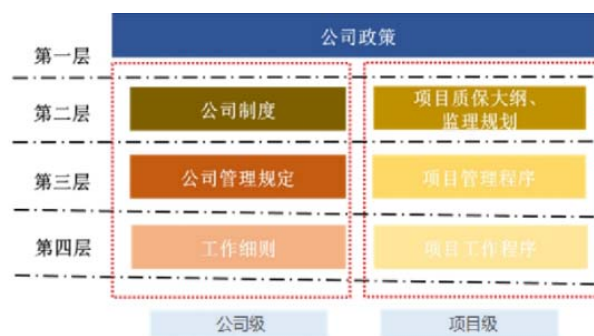 公司政策
第一层
第二层
公司制度
项目质保大纲、
监理规划
第三层
公司管理规定
项目管理程序
第四层
工作细则
项目工作程序
公司级
项目级